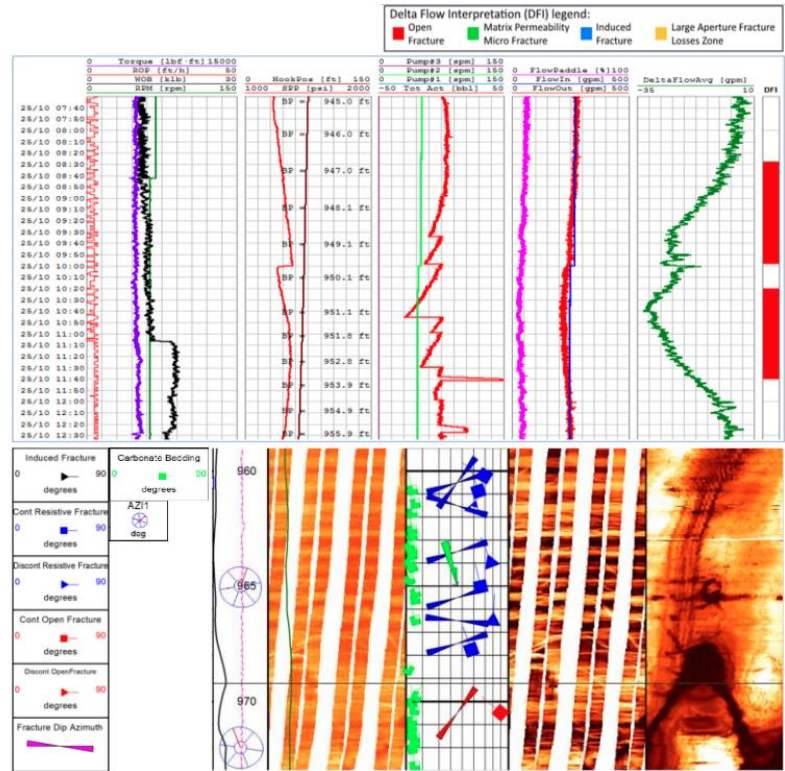 Delta Flow Interpretation (DFI) legend:
Open Fracture
Matrix Permeability Micro Fracture
Induced Fracture
Large Aperture Fracture Losses Zone
0 Torque [lbf·ft] 15000
0 ROP [ft/h] 50
0 WOB [klb] 30
0 RPM [rpm] 150
0 HookPos [ft] 150
1000 SPP [psi] 2000
0 Pump#3 [spm] 150
0 Pump#2 [spm] 150
0 Pump#1 [spm] 150
-50 Tot Act [bbl] 50
0 FlowPaddle [%] 100
0 FlowIn [gpm] 500
0 FlowOut [gpm] 500
DeltaFlowAvg [gpm]
-35 10
DFI
25/10 07:40
25/10 07:50
25/10 08:00
25/10 08:10
25/10 08:20
25/10 08:30
25/10 08:40
25/10 08:50
25/10 09:00
25/10 09:10
25/10 09:20
25/10 09:30
25/10 09:40
25/10 09:50
25/10 10:00
25/10 10:10
25/10 10:20
25/10 10:30
25/10 10:40
25/10 10:50
25/10 11:00
25/10 11:10
25/10 11:20
25/10 11:30
25/10 11:40
25/10 11:50
25/10 12:00
25/10 12:10
25/10 12:20
25/10 12:30
BP 945.0 ft
BP 946.0 ft
BP 947.0 ft
BP 948.1 ft
BP 949.1 ft
BP 950.1 ft
BP 951.1 ft
BP 951.8 ft
BP 952.8 ft
BP 953.9 ft
BP 954.9 ft
BP 955.9 ft
Induced Fracture
0 90
degrees
Cont Resistive Fracture
0 90
degrees
Discont Resistive Fracture
0 90
degrees
Cont Open Fracture
0 90
degrees
Discont OpenFracture
0 90
degrees
Fracture Dip Azimuth
Carbonate Bedding
0 90
degrees
AZI1
deg
960
965
970